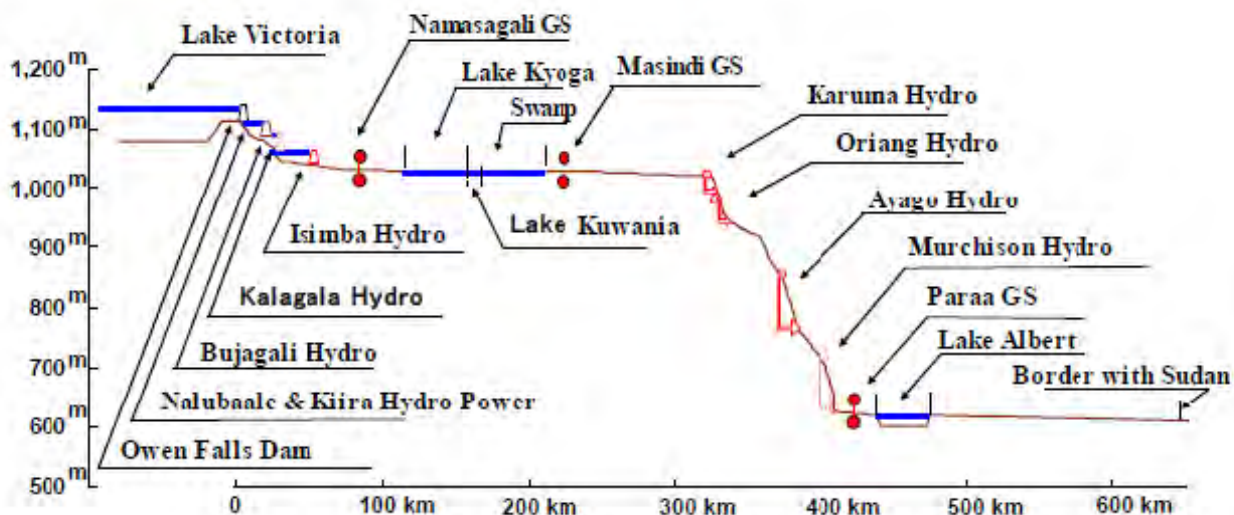 Lake Victoria
Namasagali GS
Lake Kyoga
Masindi GS
Swamp
Karuma Hydro
Oriang Hydro
Ayago Hydro
Murchison Hydro
Paraa GS
Lake Albert
Border with Sudan
Lake Kuwania
Isimba Hydro
Kalagala Hydro
Bujagali Hydro
Nalubaale & Kiira Hydro Power
Owen Falls Dam
1,200 m
1,100 m
1,000 m
900 m
800 m
700 m
600 m
500 m
0
100 km
200 km
300 km
400 km
500 km
600 km